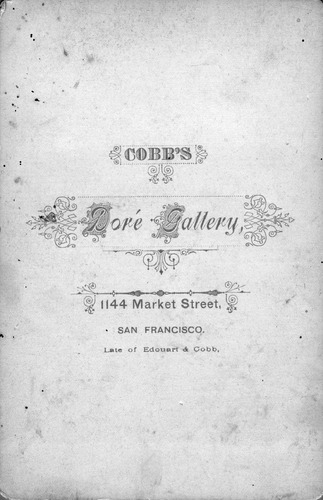 COBB'S
Doré Gallery,
1144 Market Street,
SAN FRANCISCO.
Late of Edouart & Cobb,